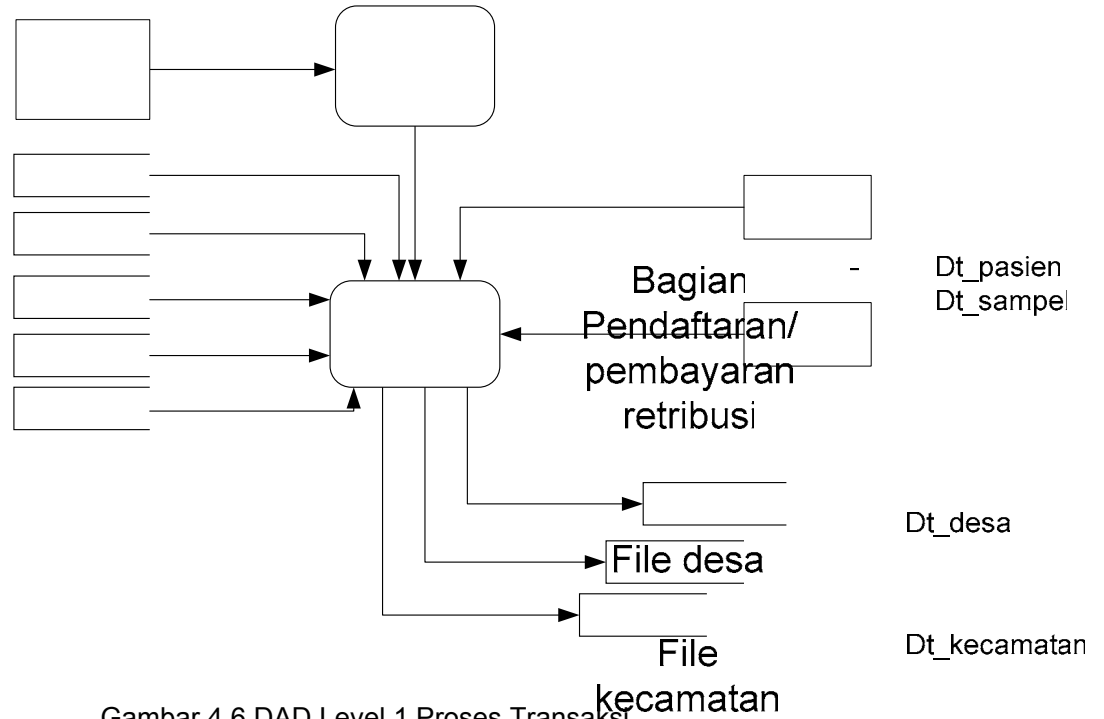 Bagian
Pendaftaran/
pembayaran
retribusi
-
Dt_pasien
Dt_sampel
Dt_desa
File desa
Dt_kecamatan
File
kecamatan
Gambar 4.6 DAD Level 1 Proses Transaksi